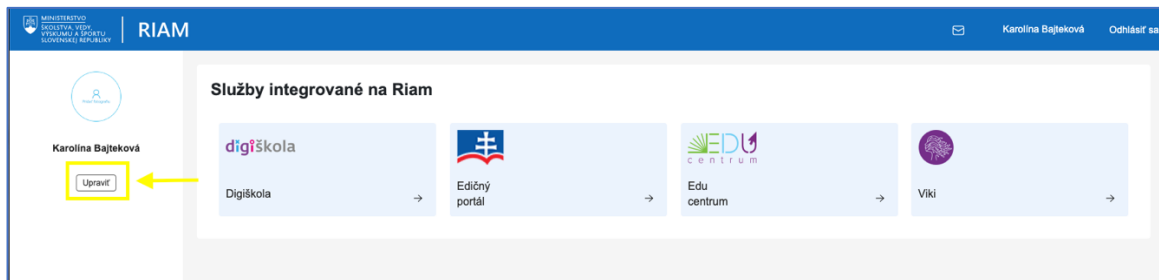 MINISTERSTVO
ŠKOLSTVA, VEDY,
VÝSKUMU A ŠPORTU
SLOVENSKEJ REPUBLIKY
RIAM
Karolína Bajteková
Odhlásiť sa
Karolína Bajteková
Upraviť
Služby integrované na Riam
digiškola
Digiškola
Edičný
portál
EDU
centrum
Edu
centrum
Viki